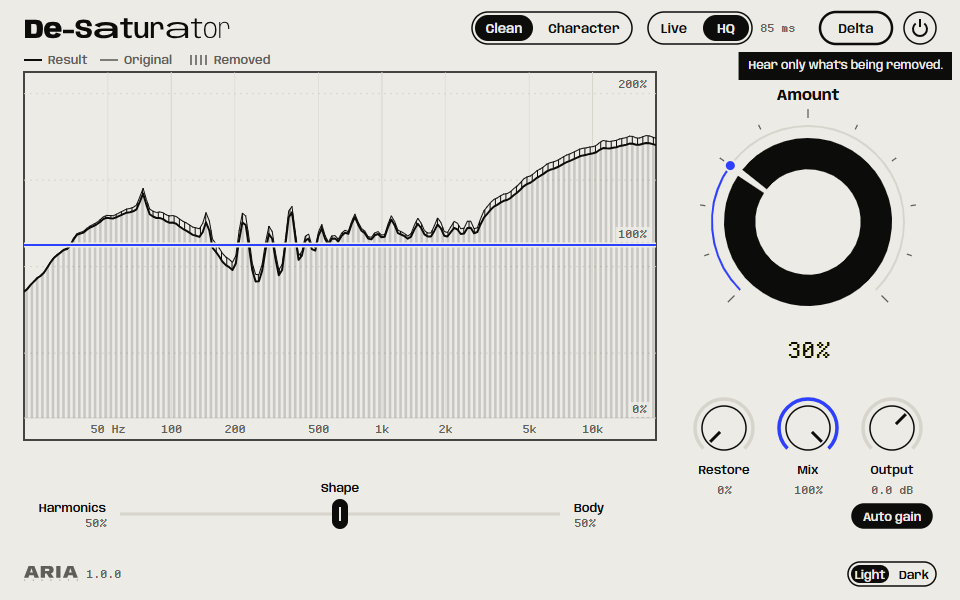 De-Saturator
Clean Character
Live HQ 85 ms
Delta
Result Original Removed
Hear only what's being removed.
200%
100%
0%
50 Hz 100 200 500 1k 2k 5k 10k
Amount
30%
Restore Mix Output
0% 100% 0.0 dB
Auto gain
Shape
Harmonics Body
50% 50%
ARIA 1.0.0
Light Dark